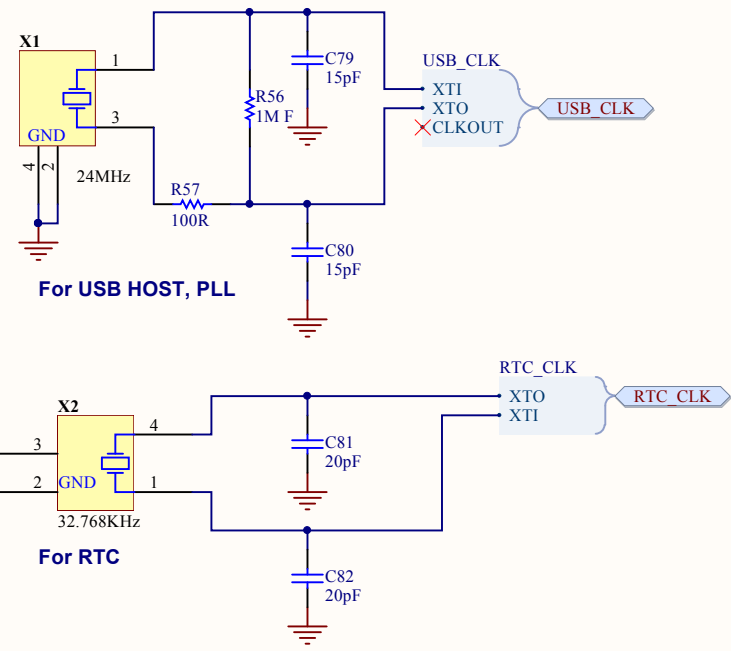 X1
1
3
GND
4
2
24MHz
R57
100R
R56
1M F
C79
15pF
C80
15pF
USB_CLK
XTI
XTO
CLKOUT
USB_CLK
For USB HOST, PLL
X2
4
3
2
GND
1
32.768KHz
For RTC
C81
20pF
C82
20pF
RTC_CLK
XTO
XTI
RTC_CLK